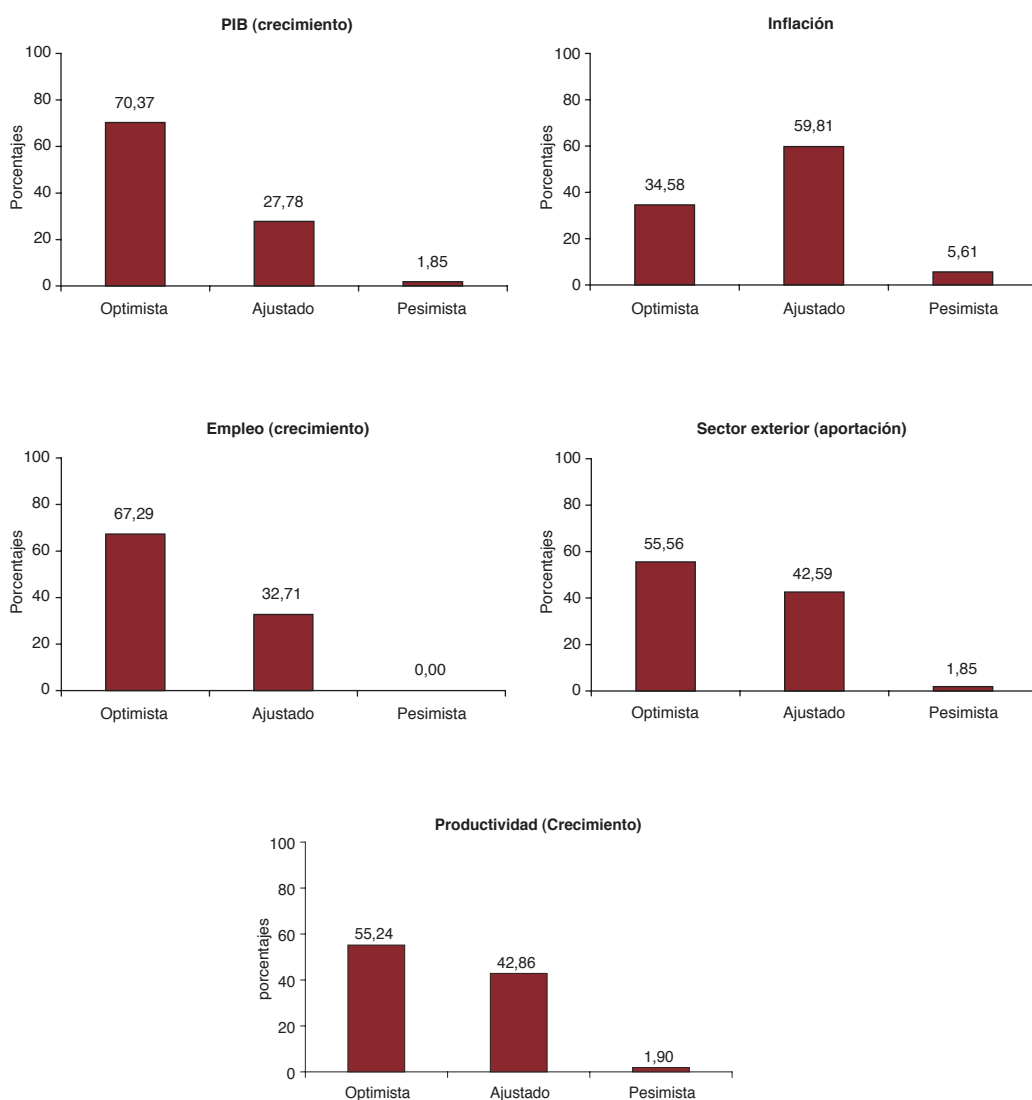 PIB (crecimiento)
100
80
60
40
20
0
Porcentajes
70,37
27,78
1,85
Optimista
Ajustado
Pesimista
Inflación
100
80
60
40
20
0
Porcentajes
34,58
59,81
5,61
Optimista
Ajustado
Pesimista
Empleo (crecimiento)
100
80
60
40
20
0
Porcentajes
67,29
32,71
0,00
Optimista
Ajustado
Pesimista
Sector exterior (aportación)
100
80
60
40
20
0
Porcentajes
55,56
42,59
1,85
Optimista
Ajustado
Pesimista
Productividad (Crecimiento)
100
80
60
40
20
0
porcentajes
55,24
42,86
1,90
Optimista
Ajustado
Pesimista